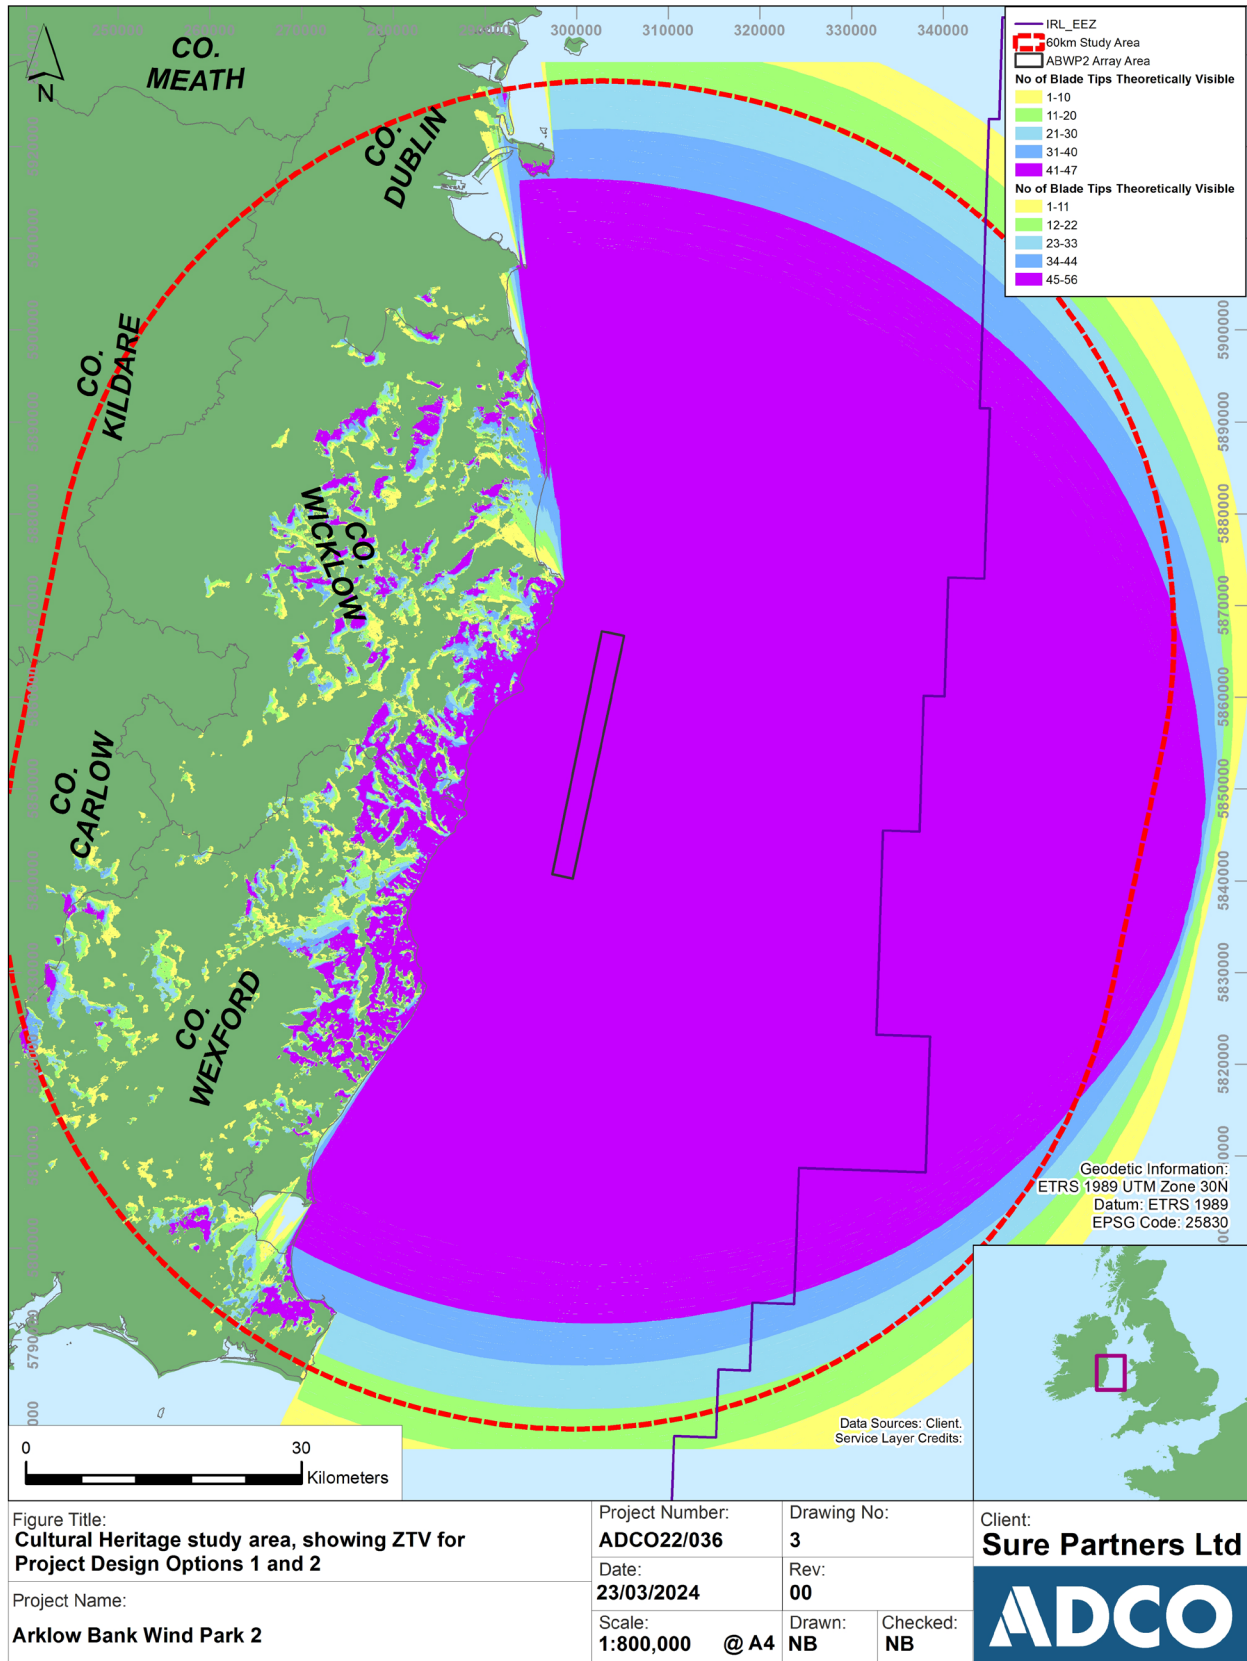 300000
310000
320000
330000
340000
IRL_EEZ
60km Study Area
ABWP2 Array Area
No of Blade Tips Theoretically Visible
1-10
11-20
21-30
31-40
41-47
No of Blade Tips Theoretically Visible
1-11
12-22
23-33
34-44
45-56
N
CO.
MEATH
CO.
DUBLIN
CO.
KILDARE
CO.
WICKLOW
CO.
CARLOW
CO.
WEXFORD
5900000
5890000
5880000
5870000
5860000
5850000
5840000
5830000
5820000
Geodetic Information:
ETRS 1989 UTM Zone 30N
Datum: ETRS 1989
EPSG Code: 25830
Data Sources: Client.
Service Layer Credits:
0 30
Kilometers
Figure Title:
Cultural Heritage study area, showing ZTV for
Project Design Options 1 and 2
Project Name:
Arklow Bank Wind Park 2
Project Number:
ADCO22/036
Drawing No:
3
Date:
23/03/2024
Rev:
00
Scale:
1:800,000 @ A4
Drawn:
NB
Checked:
NB
Client:
Sure Partners Ltd
ADCO